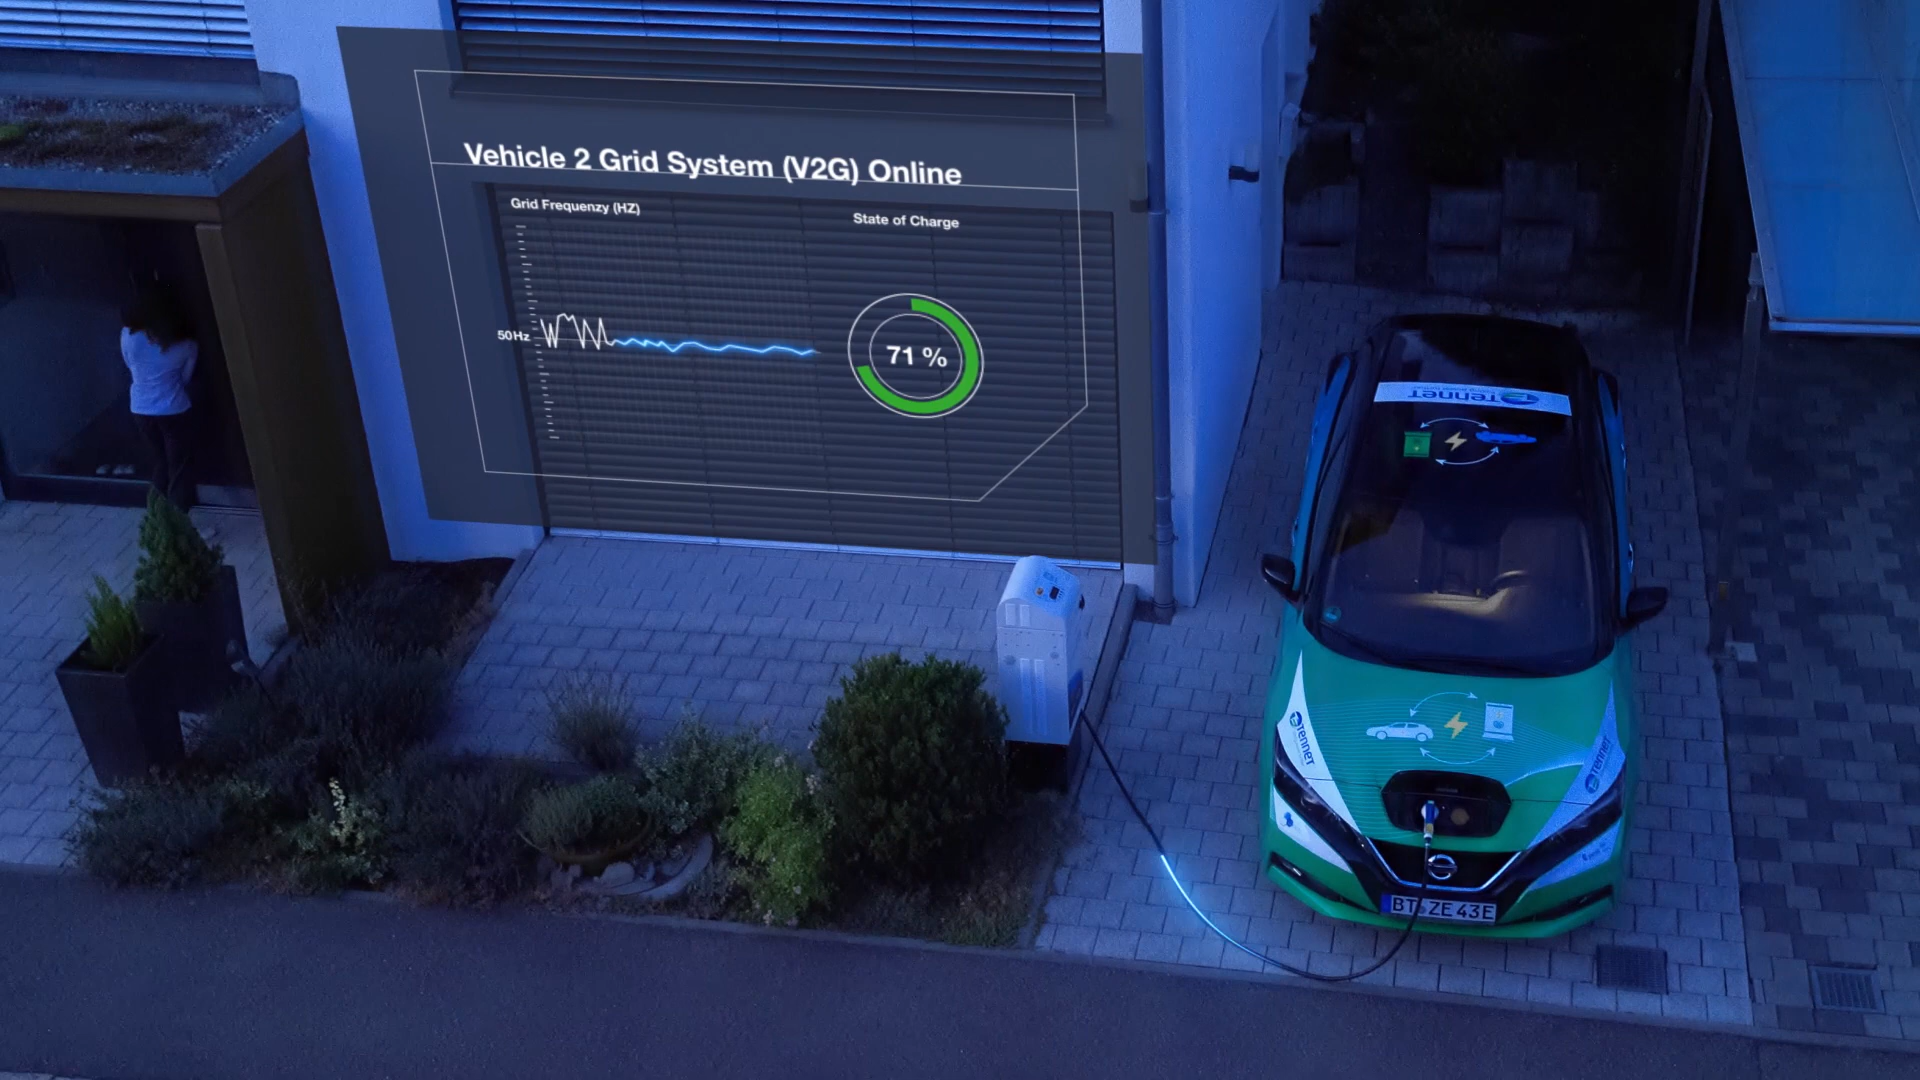 Vehicle 2 Grid System (V2G) Online
Grid Frequenzy (HZ)
State of Charge
50Hz
71 %
Tennet
Tennet
Tennet
BT ZE 43E